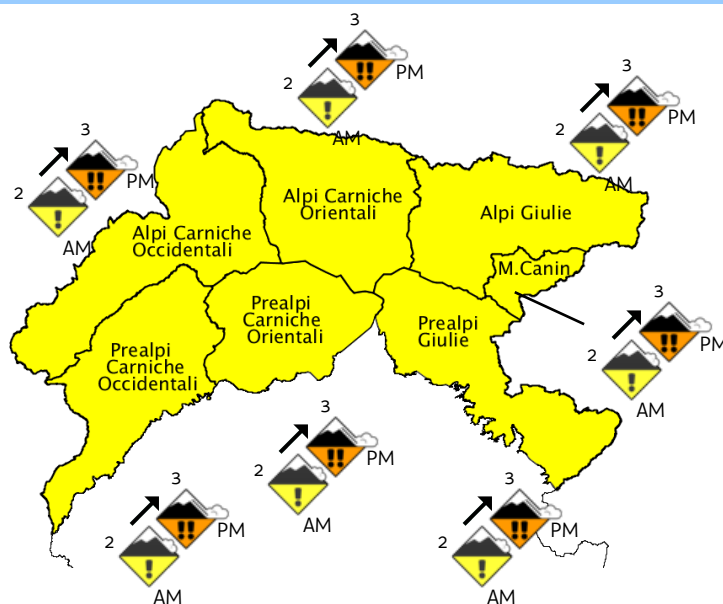 3
2
PM
AM
3
2
PM
AM
3
2
PM
AM
Alpi Carniche
Orientali
Alpi Giulie
Alpi Carniche
Occidentali
M.Canin
Prealpi
Carniche
Orientali
Prealpi
Giulie
Prealpi
Carniche
Occidentali
3
2
PM
AM
3
2
PM
AM
3
2
PM
AM
3
2
PM
AM